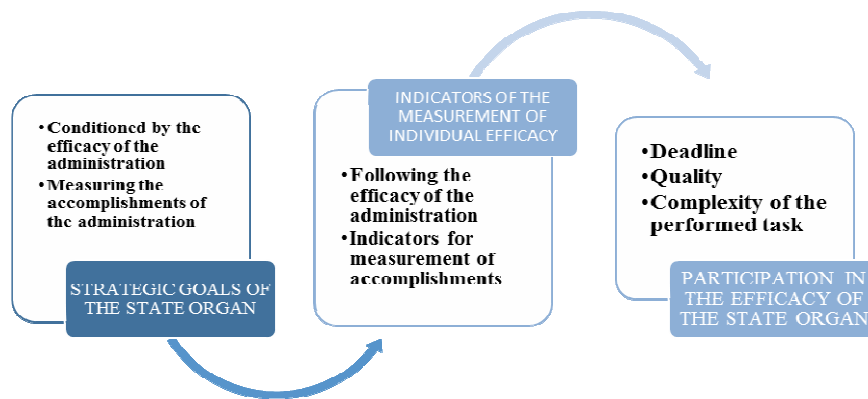 •Conditioned by the
efficacy of the
administration
•Measuring the
accomplishments of
the administration
STRATEGIC GOALS OF
THE STATE ORGAN
INDICATORS OF THE
MEASUREMENT OF
INDIVIDUAL EFFICACY
•Following the
efficacy of the
administration
•Indicators for
measurement of
accomplishments
•Deadline
•Quality
•Complexity of the
performed task
PARTICIPATION IN
THE EFFICACY OF
THE STATE ORGAN